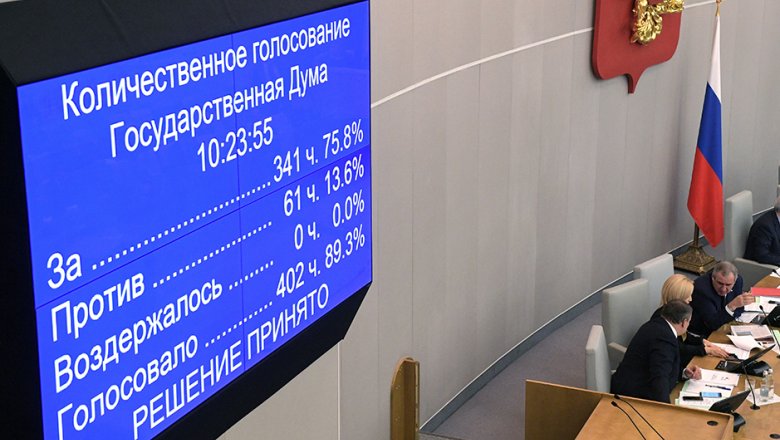 Количественное голосование
Государственная Дума
10:23:55
За .......................... 341 ч. 75.8%
Против ................. 61 ч. 13.6%
Воздержалось ....... 0 ч. 0.0%
Голосовало ........... 402 ч. 89.3%
РЕШЕНИЕ ПРИНЯТО